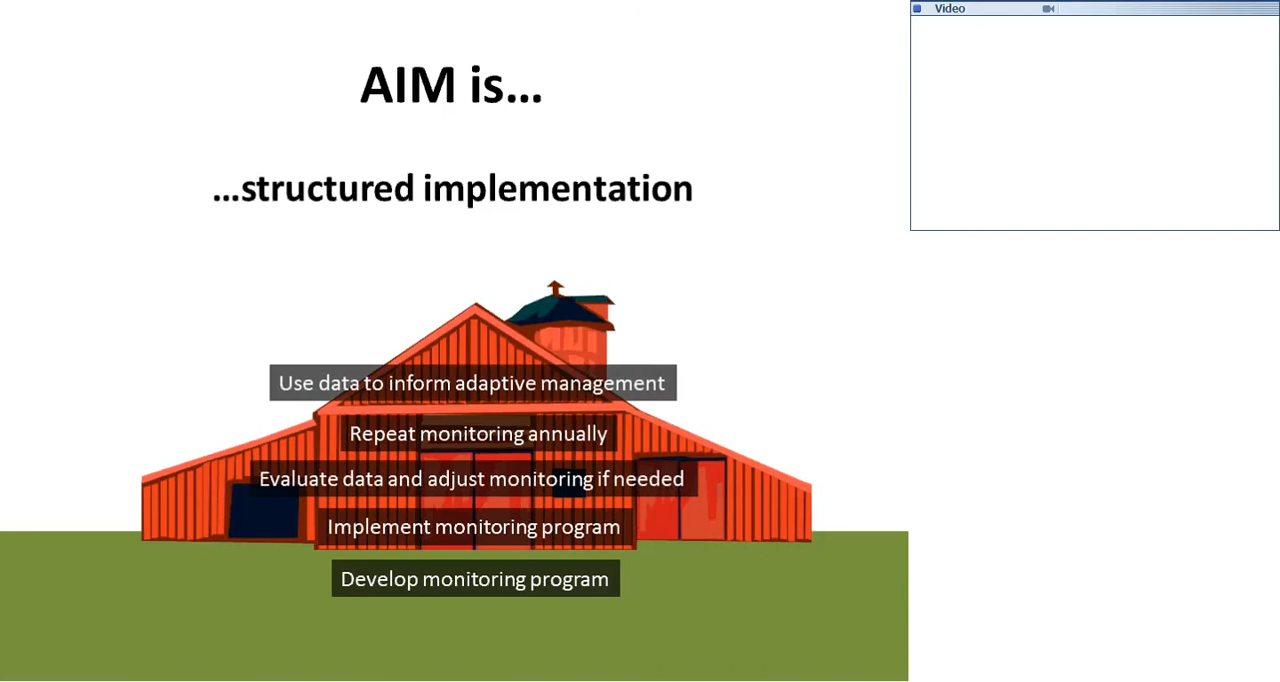 Video
AIM is...
...structured implementation
Use data to inform adaptive management
Repeat monitoring annually
Evaluate data and adjust monitoring if needed
Implement monitoring program
Develop monitoring program